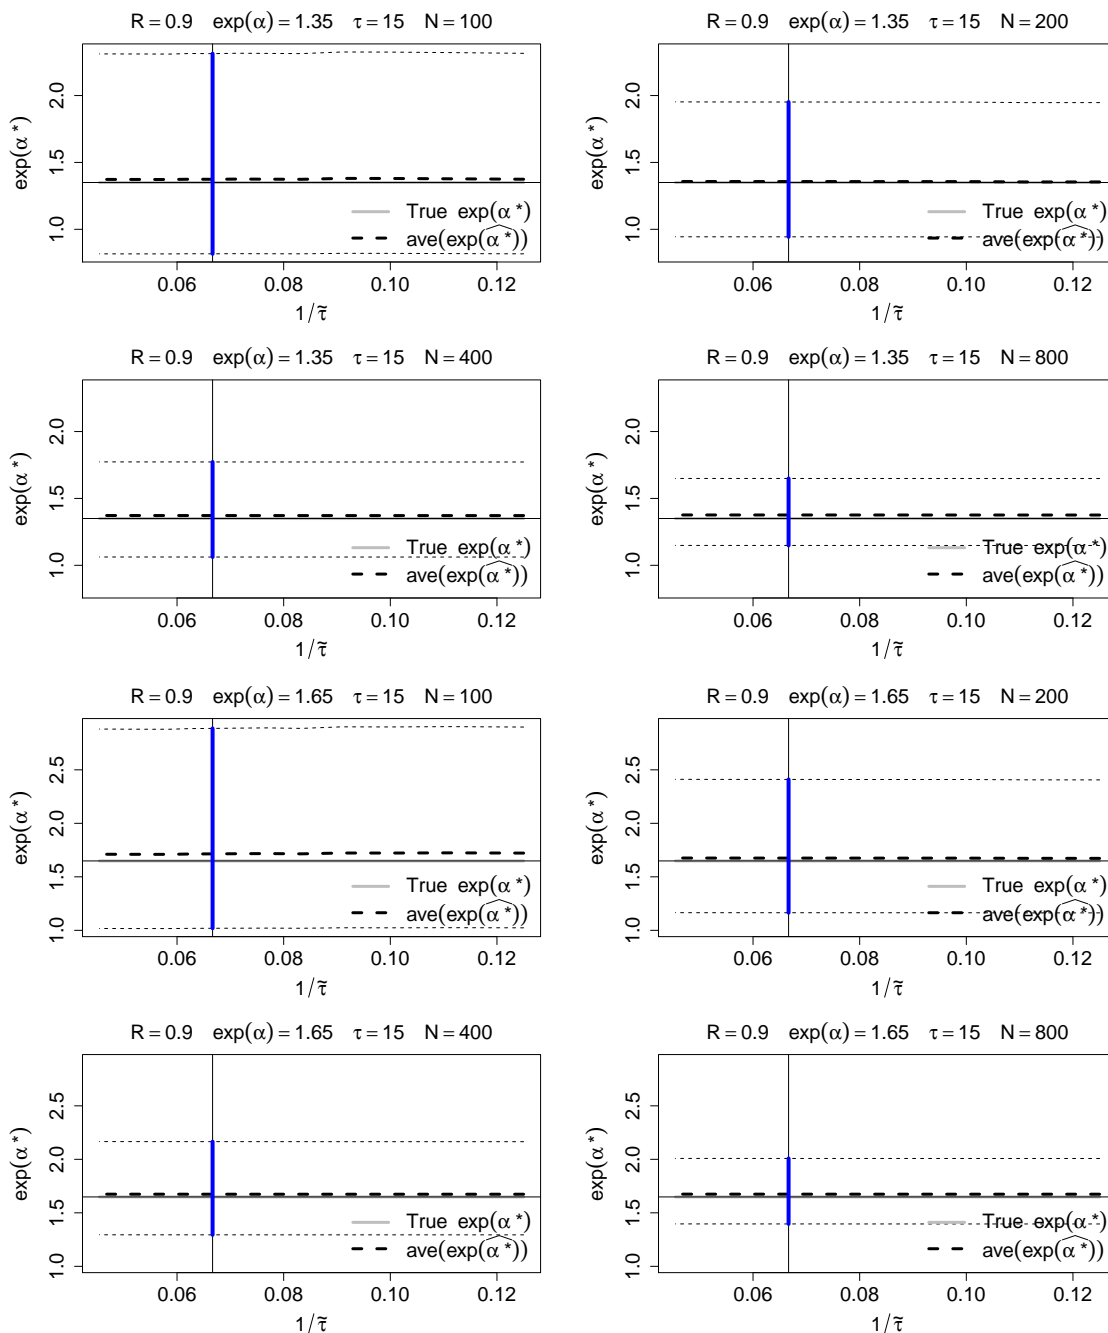 R = 0.9 exp(α) = 1.35 τ = 15 N = 100
exp(α*)
2.0
1.5
1.0
True exp(α*)
ave(exp(α̂*))
0.06 0.08 0.10 0.12
1/τ̃
R = 0.9 exp(α) = 1.35 τ = 15 N = 200
exp(α*)
2.0
1.5
1.0
True exp(α*)
ave(exp(α̂*))
0.06 0.08 0.10 0.12
1/τ̃
R = 0.9 exp(α) = 1.35 τ = 15 N = 400
exp(α*)
2.0
1.5
1.0
True exp(α*)
ave(exp(α̂*))
0.06 0.08 0.10 0.12
1/τ̃
R = 0.9 exp(α) = 1.35 τ = 15 N = 800
exp(α*)
2.0
1.5
1.0
True exp(α*)
ave(exp(α̂*))
0.06 0.08 0.10 0.12
1/τ̃
R = 0.9 exp(α) = 1.65 τ = 15 N = 100
exp(α*)
2.5
2.0
1.5
1.0
True exp(α*)
ave(exp(α̂*))
0.06 0.08 0.10 0.12
1/τ̃
R = 0.9 exp(α) = 1.65 τ = 15 N = 200
exp(α*)
2.5
2.0
1.5
1.0
True exp(α*)
ave(exp(α̂*))
0.06 0.08 0.10 0.12
1/τ̃
R = 0.9 exp(α) = 1.65 τ = 15 N = 400
exp(α*)
2.5
2.0
1.5
1.0
True exp(α*)
ave(exp(α̂*))
0.06 0.08 0.10 0.12
1/τ̃
R = 0.9 exp(α) = 1.65 τ = 15 N = 800
exp(α*)
2.5
2.0
1.5
1.0
True exp(α*)
ave(exp(α̂*))
0.06 0.08 0.10 0.12
1/τ̃